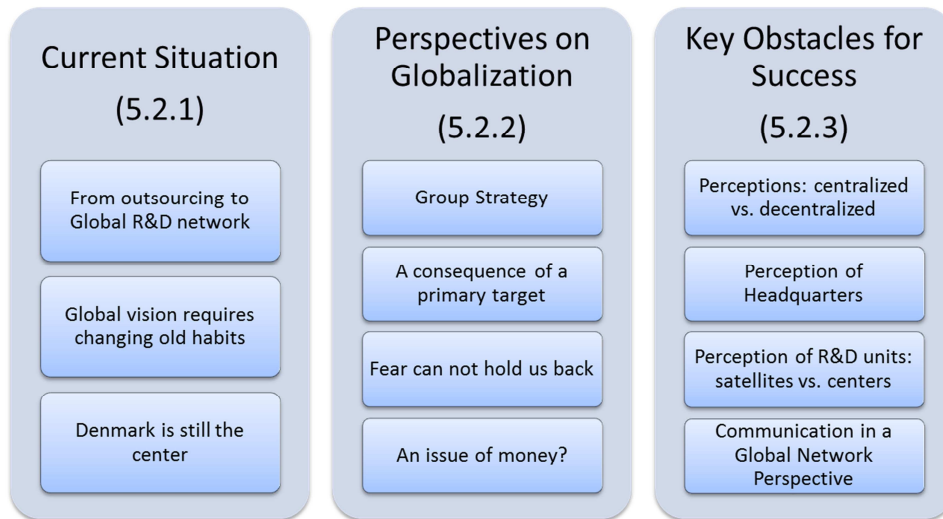 Current Situation
(5.2.1)
From outsourcing to
Global R&D network
Global vision requires
changing old habits
Denmark is still the
center
Perspectives on
Globalization
(5.2.2)
Group Strategy
A consequence of a
primary target
Fear can not hold us back
An issue of money?
Key Obstacles for
Success
(5.2.3)
Perceptions: centralized
vs. decentralized
Perception of
Headquarters
Perception of R&D units:
satellites vs. centers
Communication in a
Global Network
Perspective